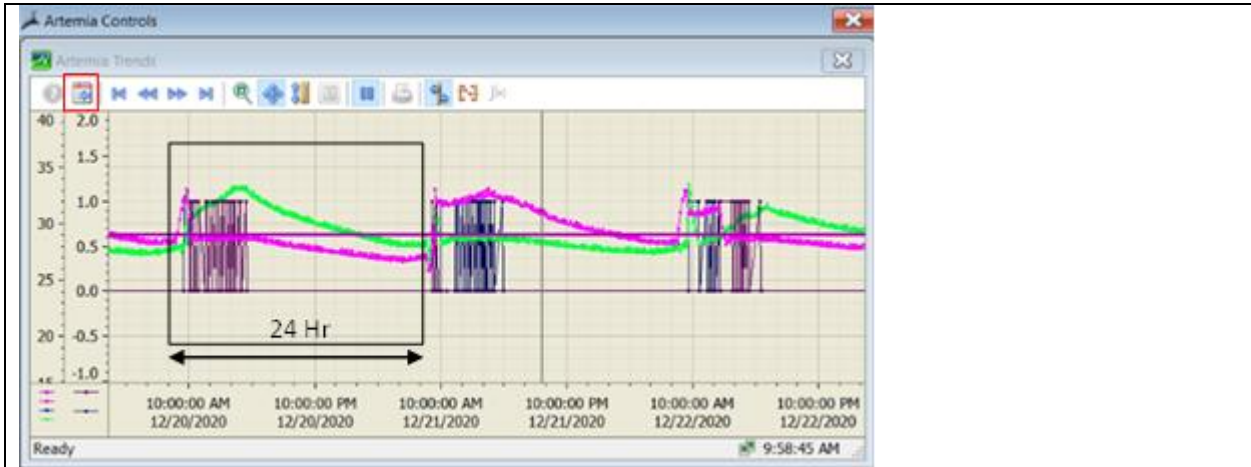 Artemia Controls
Artemia Trends
40 2.0
1.5
35
1.0
30
0.5
25
0.0
24 Hr
20 -0.5
-1.0
10:00:00 AM 10:00:00 PM 10:00:00 AM 10:00:00 PM 10:00:00 AM 10:00:00 PM
12/20/2020 12/20/2020 12/21/2020 12/21/2020 12/22/2020 12/22/2020
Ready 9:58:45 AM